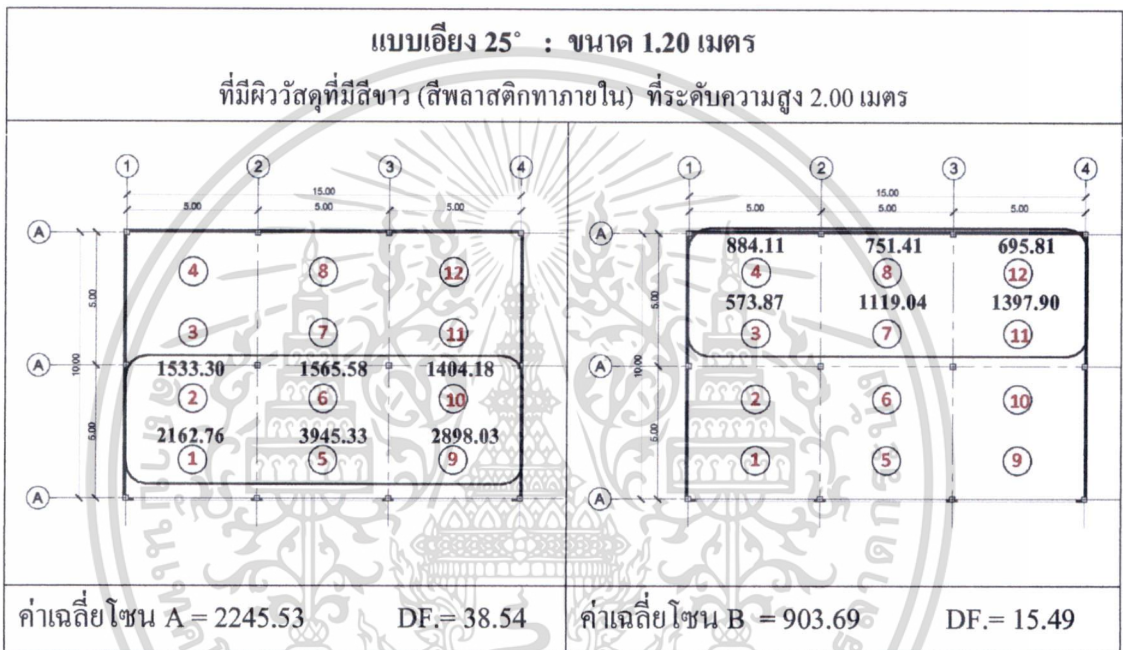 แบบเอียง 25° : ขนาด 1.20 เมตร
ที่มีผิววัสดุที่มีสีขาว (สีพลาสติกทาภายใน) ที่ระดับความสูง 2.00 เมตร
1 2 3 4
15.00
5.00 5.00 5.00
A
4 8 12
5.00
3 7 11
10.00
A
1533.30 1565.58 1404.18
2 6 10
5.00
2162.76 3945.33 2898.03
1 5 9
A
ค่าเฉลี่ยโซน A = 2245.53 DF.= 38.54
1 2 3 4
15.00
5.00 5.00 5.00
A
884.11 751.41 695.81
4 8 12
5.00
573.87 1119.04 1397.90
3 7 11
10.00
A
2 6 10
5.00
1 5 9
A
ค่าเฉลี่ยโซน B = 903.69 DF.= 15.49